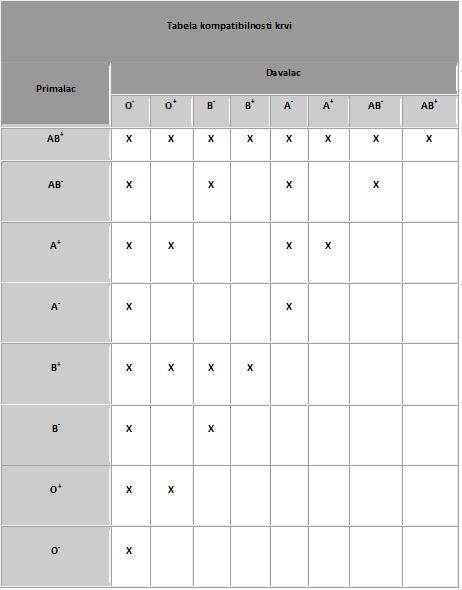 Tabela kompatibilnosti krvi
Davalac
Primalac
O⁻ O⁺ B⁻ B⁺ A⁻ A⁺ AB⁻ AB⁺
AB⁺ X X X X X X X X
AB⁻ X X X X
A⁺ X X X X
A⁻ X X
B⁺ X X X X
B⁻ X X
O⁺ X X
O⁻ X